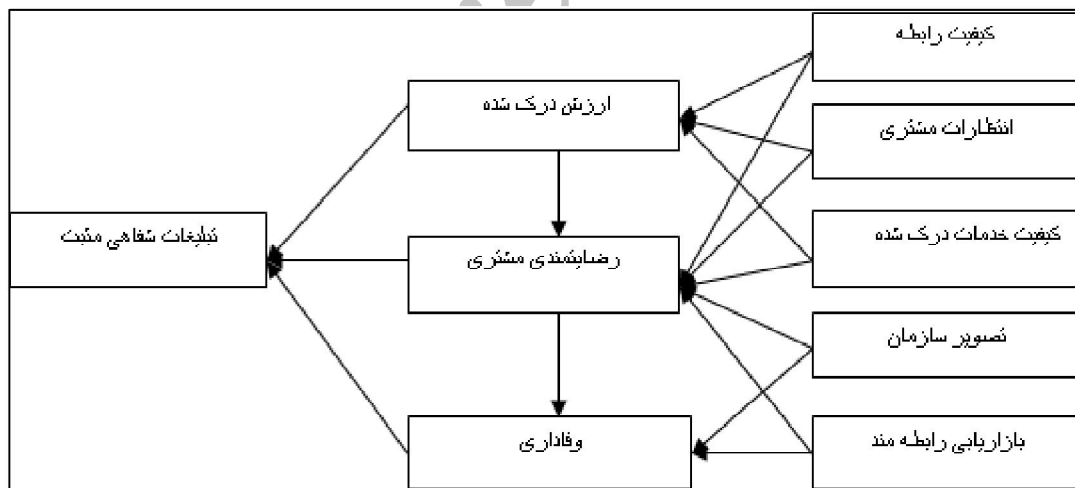 کیفیت رابطه
ارزش درک شده
انتظارات مشتری
تبلیغات شفاهی مثبت
کیفیت خدمات درک شده
رضایتمندی مشتری
تصویر سازمان
وفاداری
بازاریابی رابطه مند